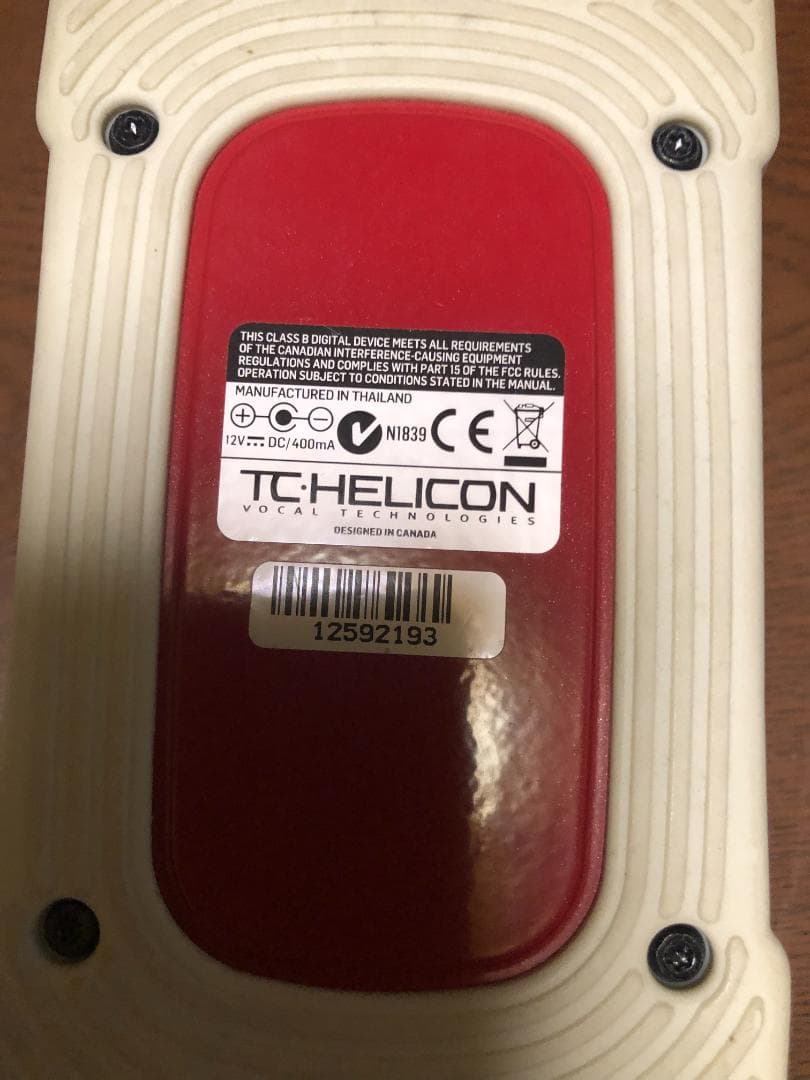 THIS CLASS B DIGITAL DEVICE MEETS ALL REQUIREMENTS
OF THE CANADIAN INTERFERENCE-CAUSING EQUIPMENT
REGULATIONS AND COMPLIES WITH PART 15 OF THE FCC RULES.
OPERATION SUBJECT TO CONDITIONS STATED IN THE MANUAL.
MANUFACTURED IN THAILAND
12V DC/400mA N1839 CE
TC·HELICON
VOCAL TECHNOLOGIES
DESIGNED IN CANADA
12592193